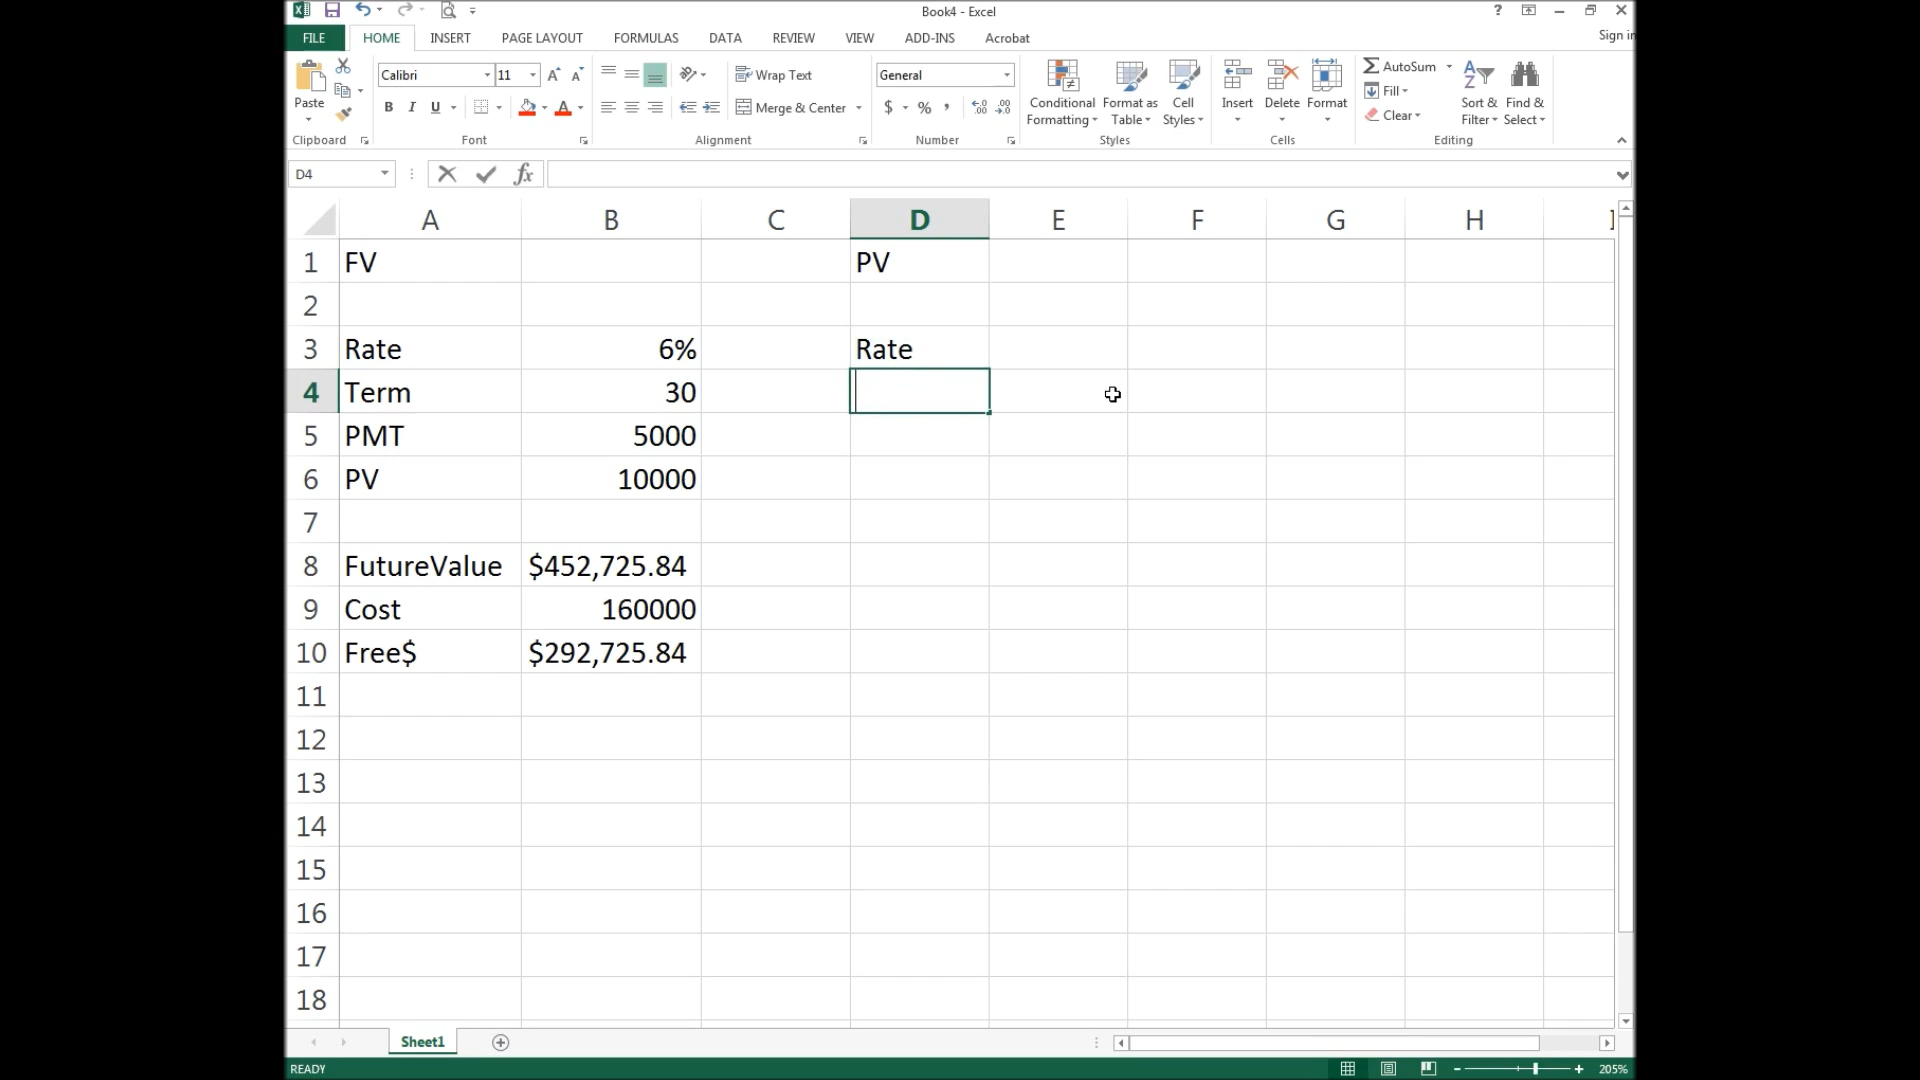 Book4 - Excel
?
Sign in
FILE HOME INSERT PAGE LAYOUT FORMULAS DATA REVIEW VIEW ADD-INS Acrobat
Paste
Calibri 11
B I U A
Wrap Text
Merge & Center
General
$ % ,
Conditional Formatting
Format as Table
Cell Styles
Insert
Delete
Format
AutoSum
Fill
Clear
Sort & Filter
Find & Select
Clipboard Font Alignment Number Styles Cells Editing
D4 fx
A B C D E F G H
1 FV PV
2
3 Rate 6% Rate
4 Term 30
5 PMT 5000
6 PV 10000
7
8 FutureValue $452,725.84
9 Cost 160000
10 Free$ $292,725.84
11
12
13
14
15
16
17
18
Sheet1
READY 205%